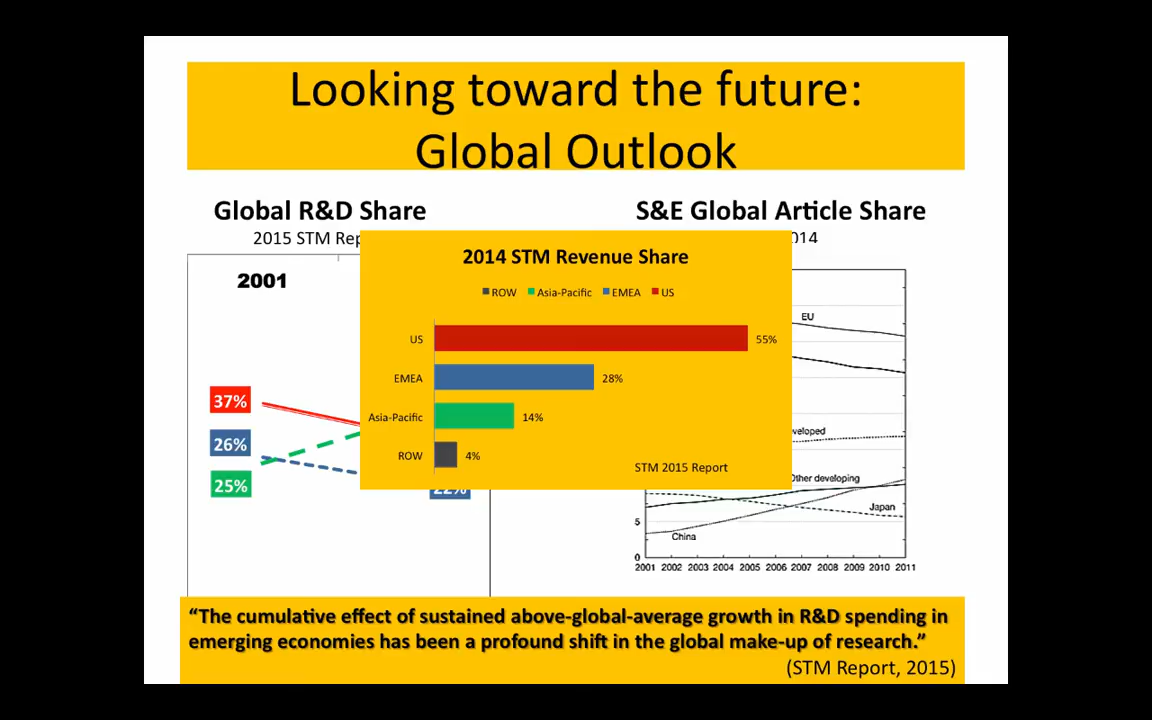 Looking toward the future:
Global Outlook
Global R&D Share
2015 STM
S&E Global Article Share
2001
37%
26%
25%
22%
2014 STM Revenue Share
ROW Asia-Pacific EMEA US
US 55%
EMEA 28%
Asia-Pacific 14%
ROW 4%
STM 2015 Report
EU
Other developing
Japan
China
5
0
2001 2002 2003 2004 2005 2006 2007 2008 2009 2010 2011
“The cumulative effect of sustained above-global-average growth in R&D spending in
emerging economies has been a profound shift in the global make-up of research.”
(STM Report, 2015)